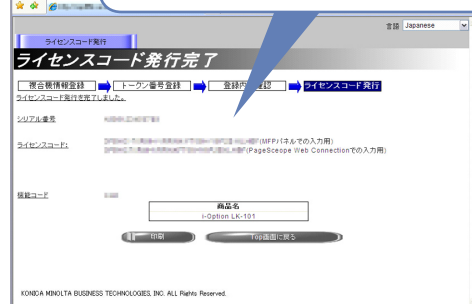 言語 Japanese
ライセンスコード発行
ライセンスコード発行完了
複合機情報登録 トークン番号登録 登録内 確認 ライセンスコード発行
ライセンスコード発行を完了しました。
シリアル番号
ライセンスコード: (MFPパネルでの入力用)
(PageScope Web Connectionでの入力用)
機能コード
商品名
i-Option LK-101
印刷 Top画面に戻る
KONICA MINOLTA BUSINESS TECHNOLOGIES, INC. ALL Rights Reserved.